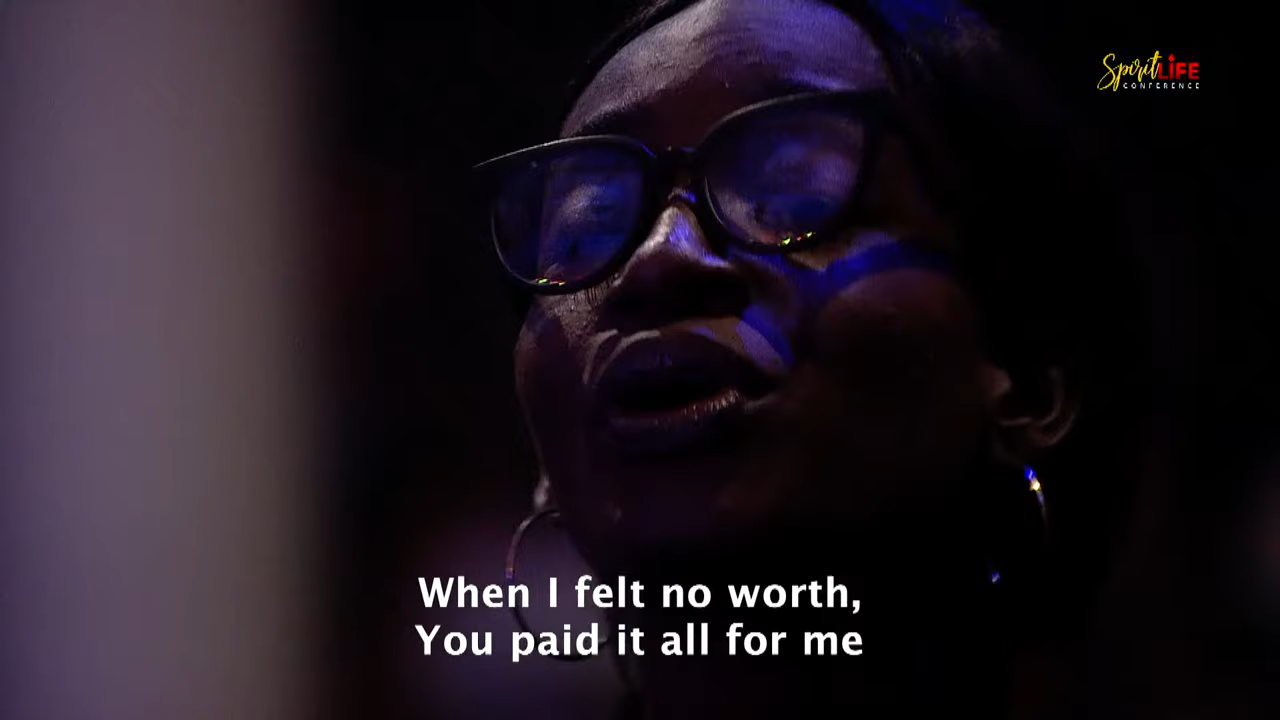 SpiritLIFE
CONFERENCE
When I felt no worth,
You paid it all for me